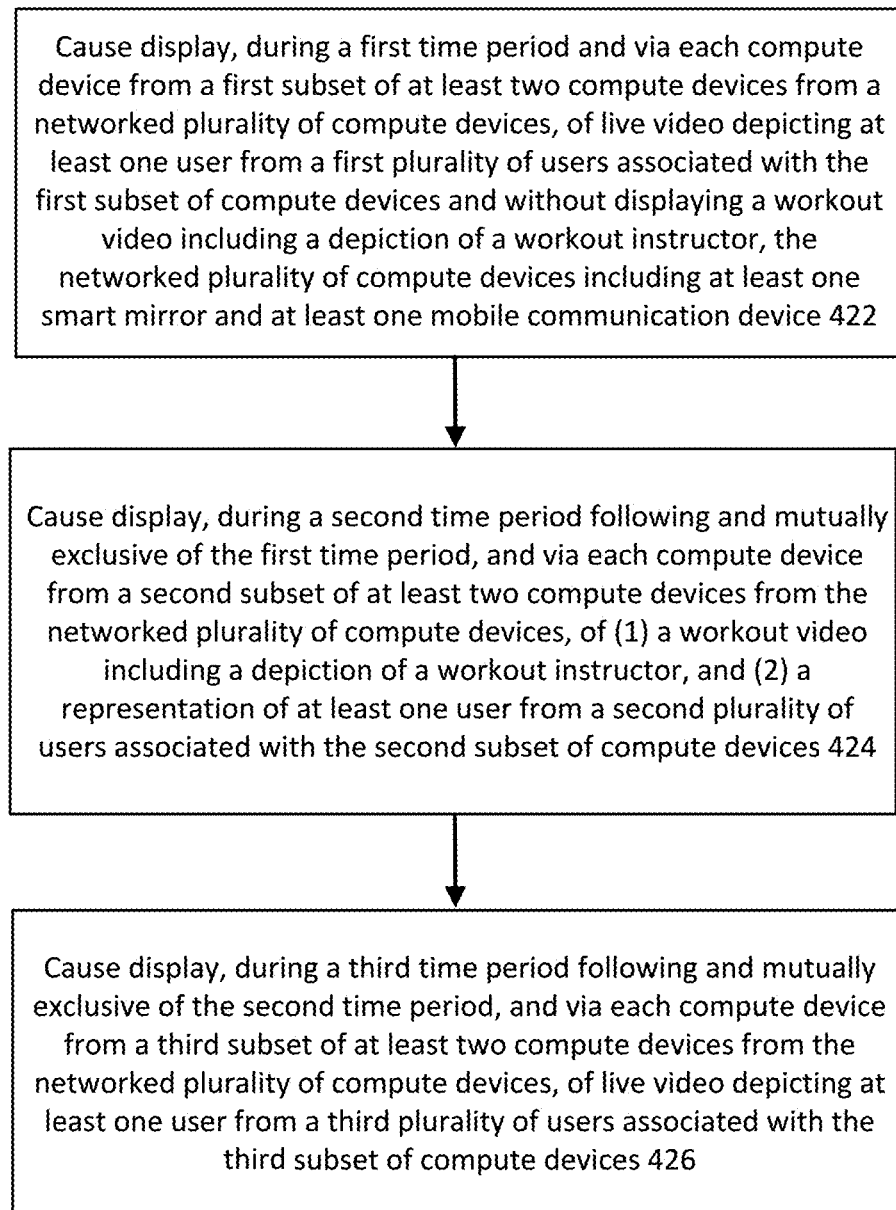 Cause display, during a first time period and via each compute
device from a first subset of at least two compute devices from a
networked plurality of compute devices, of live video depicting at
least one user from a first plurality of users associated with the
first subset of compute devices and without displaying a workout
video including a depiction of a workout instructor, the
networked plurality of compute devices including at least one
smart mirror and at least one mobile communication device 422
Cause display, during a second time period following and mutually
exclusive of the first time period, and via each compute device
from a second subset of at least two compute devices from the
networked plurality of compute devices, of (1) a workout video
including a depiction of a workout instructor, and (2) a
representation of at least one user from a second plurality of
users associated with the second subset of compute devices 424
Cause display, during a third time period following and mutually
exclusive of the second time period, and via each compute device
from a third subset of at least two compute devices from the
networked plurality of compute devices, of live video depicting at
least one user from a third plurality of users associated with the
third subset of compute devices 426